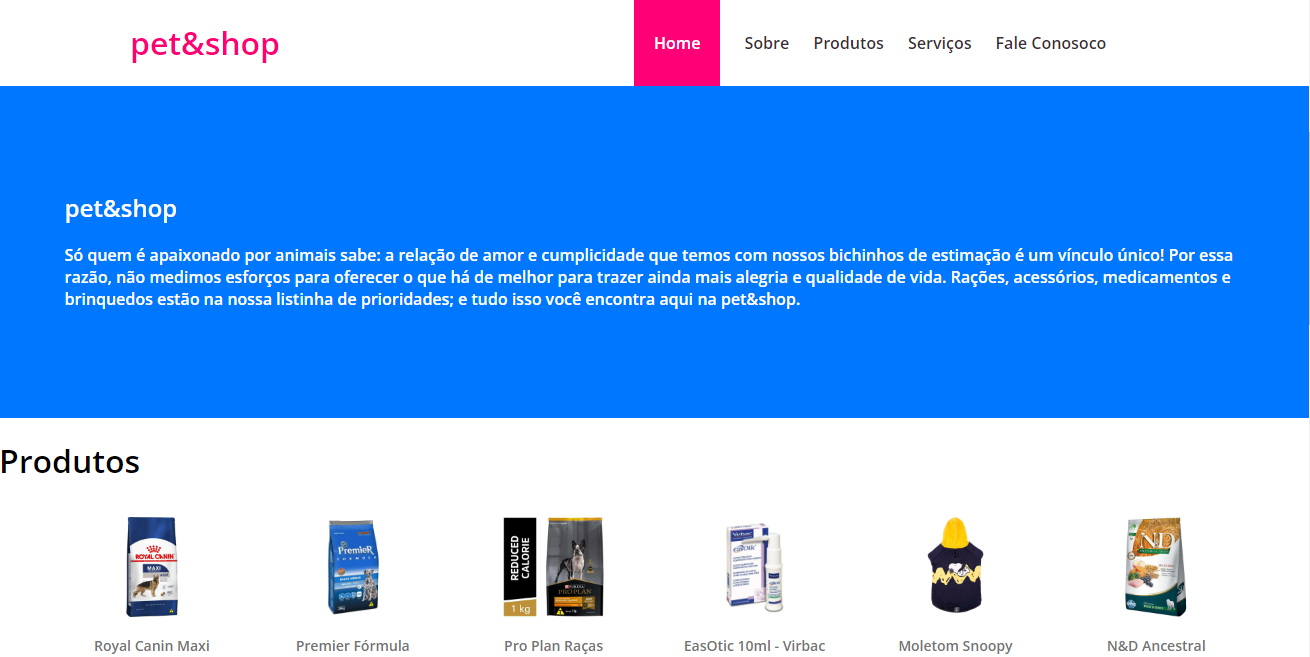 pet&shop
Home Sobre Produtos Serviços Fale Conosoco
pet&shop
Só quem é apaixonado por animais sabe: a relação de amor e cumplicidade que temos com nossos bichinhos de estimação é um vínculo único! Por essa
razão, não medimos esforços para oferecer o que há de melhor para trazer ainda mais alegria e qualidade de vida. Rações, acessórios, medicamentos e
brinquedos estão na nossa listinha de prioridades; e tudo isso você encontra aqui na pet&shop.
Produtos
ROYAL CANIN
MAXI
PremieR
FORMULA
REDUCED
CALORIE
1 kg
PURINA
PRO PLAN
Virbac
easOtic
N&D
Royal Canin Maxi
Premier Fórmula
Pro Plan Raças
EasOtic 10ml - Virbac
Moletom Snoopy
N&D Ancestral